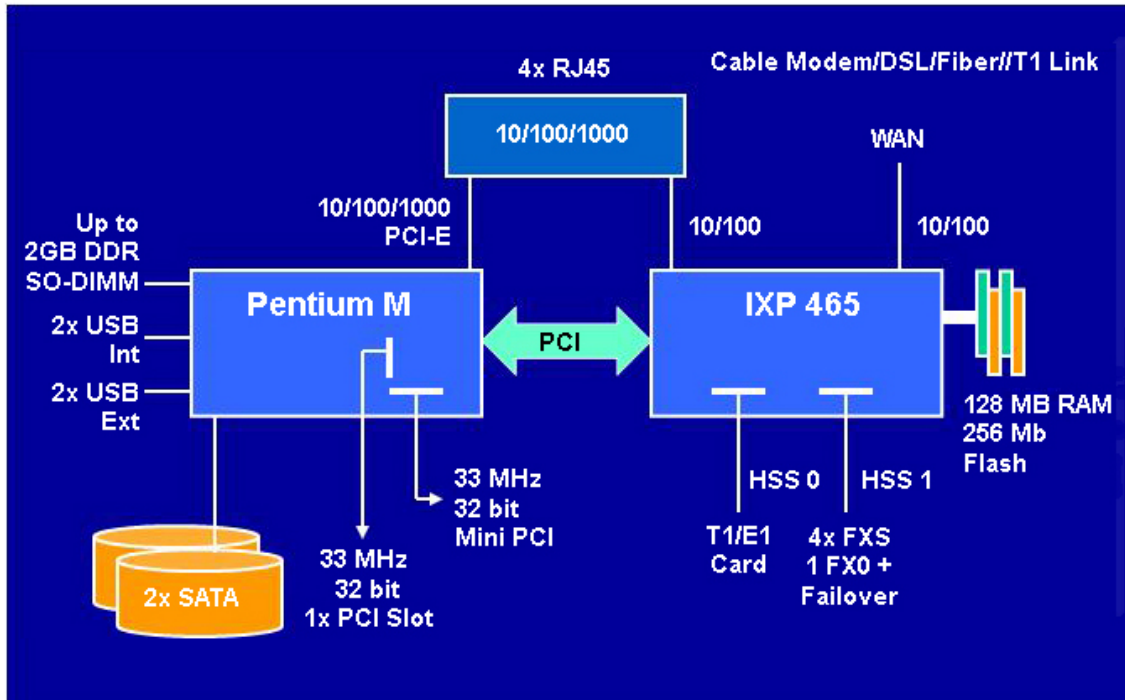 4x RJ45
Cable Modem/DSL/Fiber//T1 Link
10/100/1000
WAN
10/100/1000
PCI-E
10/100
10/100
Up to
2GB DDR
SO-DIMM
2x USB
Int
2x USB
Ext
Pentium M
PCI
IXP 465
128 MB RAM
256 Mb
Flash
33 MHz
32 bit
Mini PCI
HSS 0
HSS 1
2x SATA
33 MHz
32 bit
1x PCI Slot
T1/E1
Card
4x FXS
1 FX0 +
Failover